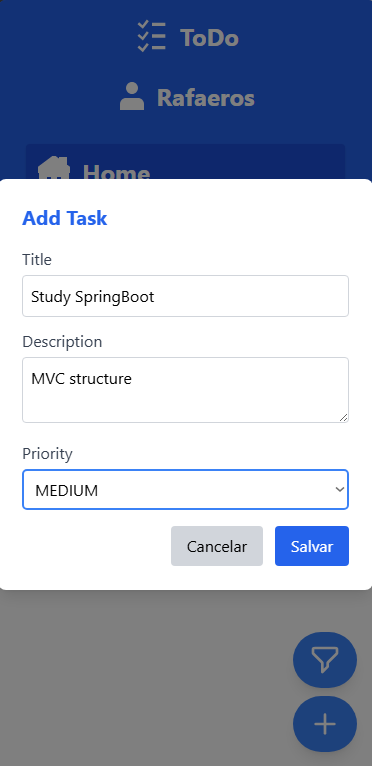 ToDo
Rafaeros
Home
Add Task
Title
Study SpringBoot
Description
MVC structure
Priority
MEDIUM
Cancelar Salvar